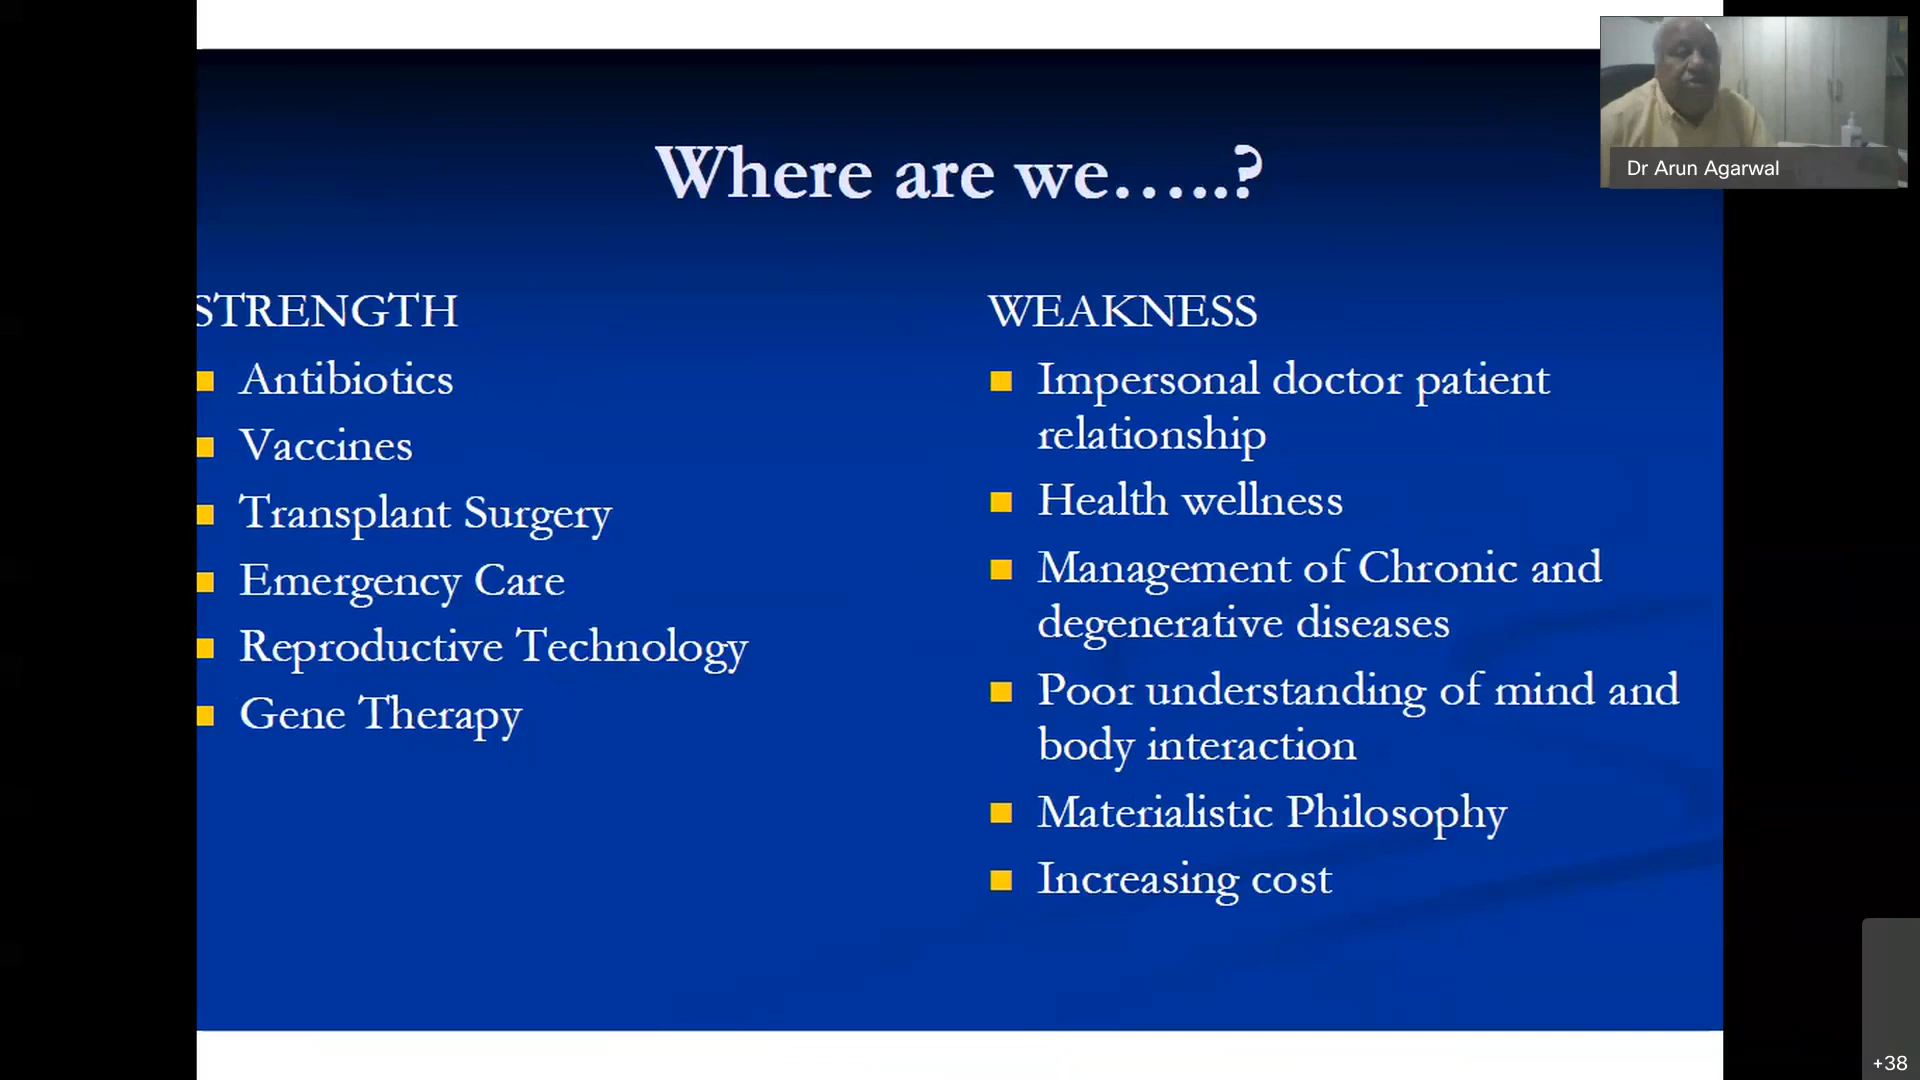 Where are we.....?
Dr Arun Agarwal
STRENGTH
Antibiotics
Vaccines
Transplant Surgery
Emergency Care
Reproductive Technology
Gene Therapy
WEAKNESS
Impersonal doctor patient
relationship
Health wellness
Management of Chronic and
degenerative diseases
Poor understanding of mind and
body interaction
Materialistic Philosophy
Increasing cost
+38